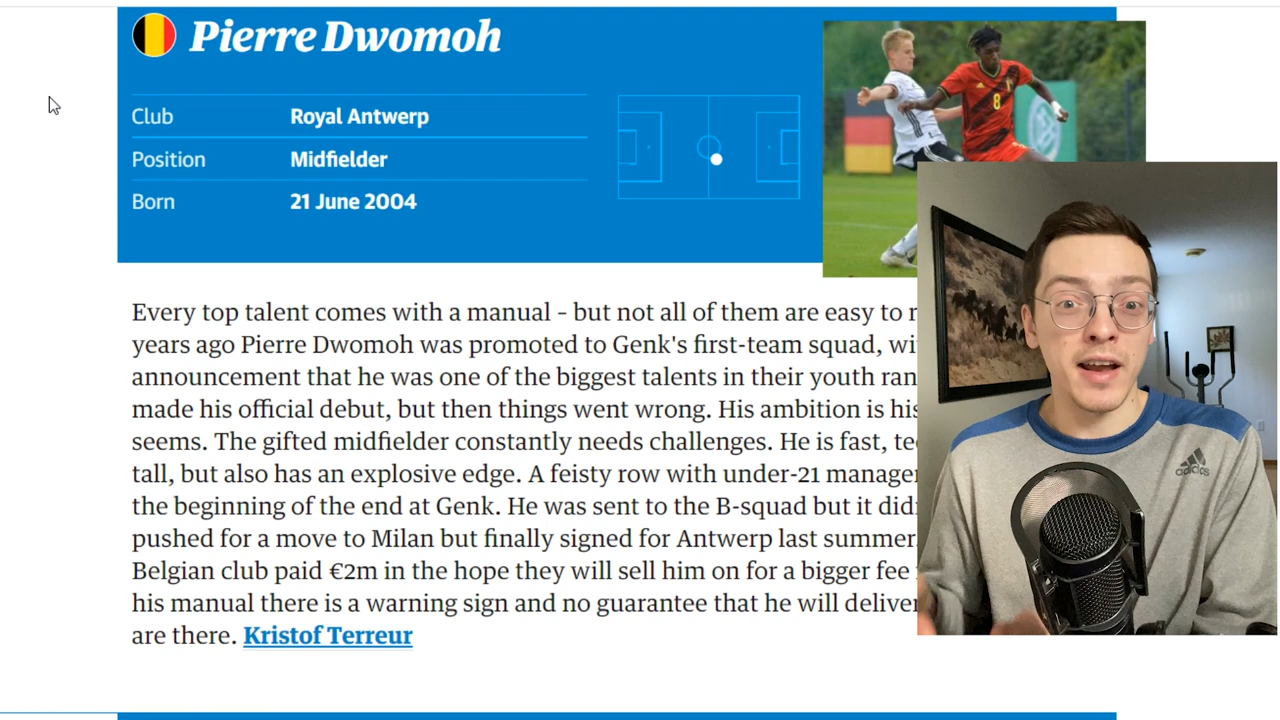 Pierre Dwomoh
Club Royal Antwerp
Position Midfielder
Born 21 June 2004
8
Every top talent comes with a manual – but not all of them are easy to
years ago Pierre Dwomoh was promoted to Genk's first-team squad,
announcement that he was one of the biggest talents in their youth
made his official debut, but then things went wrong. His ambition is
seems. The gifted midfielder constantly needs challenges. He is fast,
tall, but also has an explosive edge. A feisty row with under-21 manager
the beginning of the end at Genk. He was sent to the B-squad but it
pushed for a move to Milan but finally signed for Antwerp last summer.
Belgian club paid €2m in the hope they will sell him on for a bigger fee
his manual there is a warning sign and no guarantee that he will
are there. Kristof Terreur
adidas